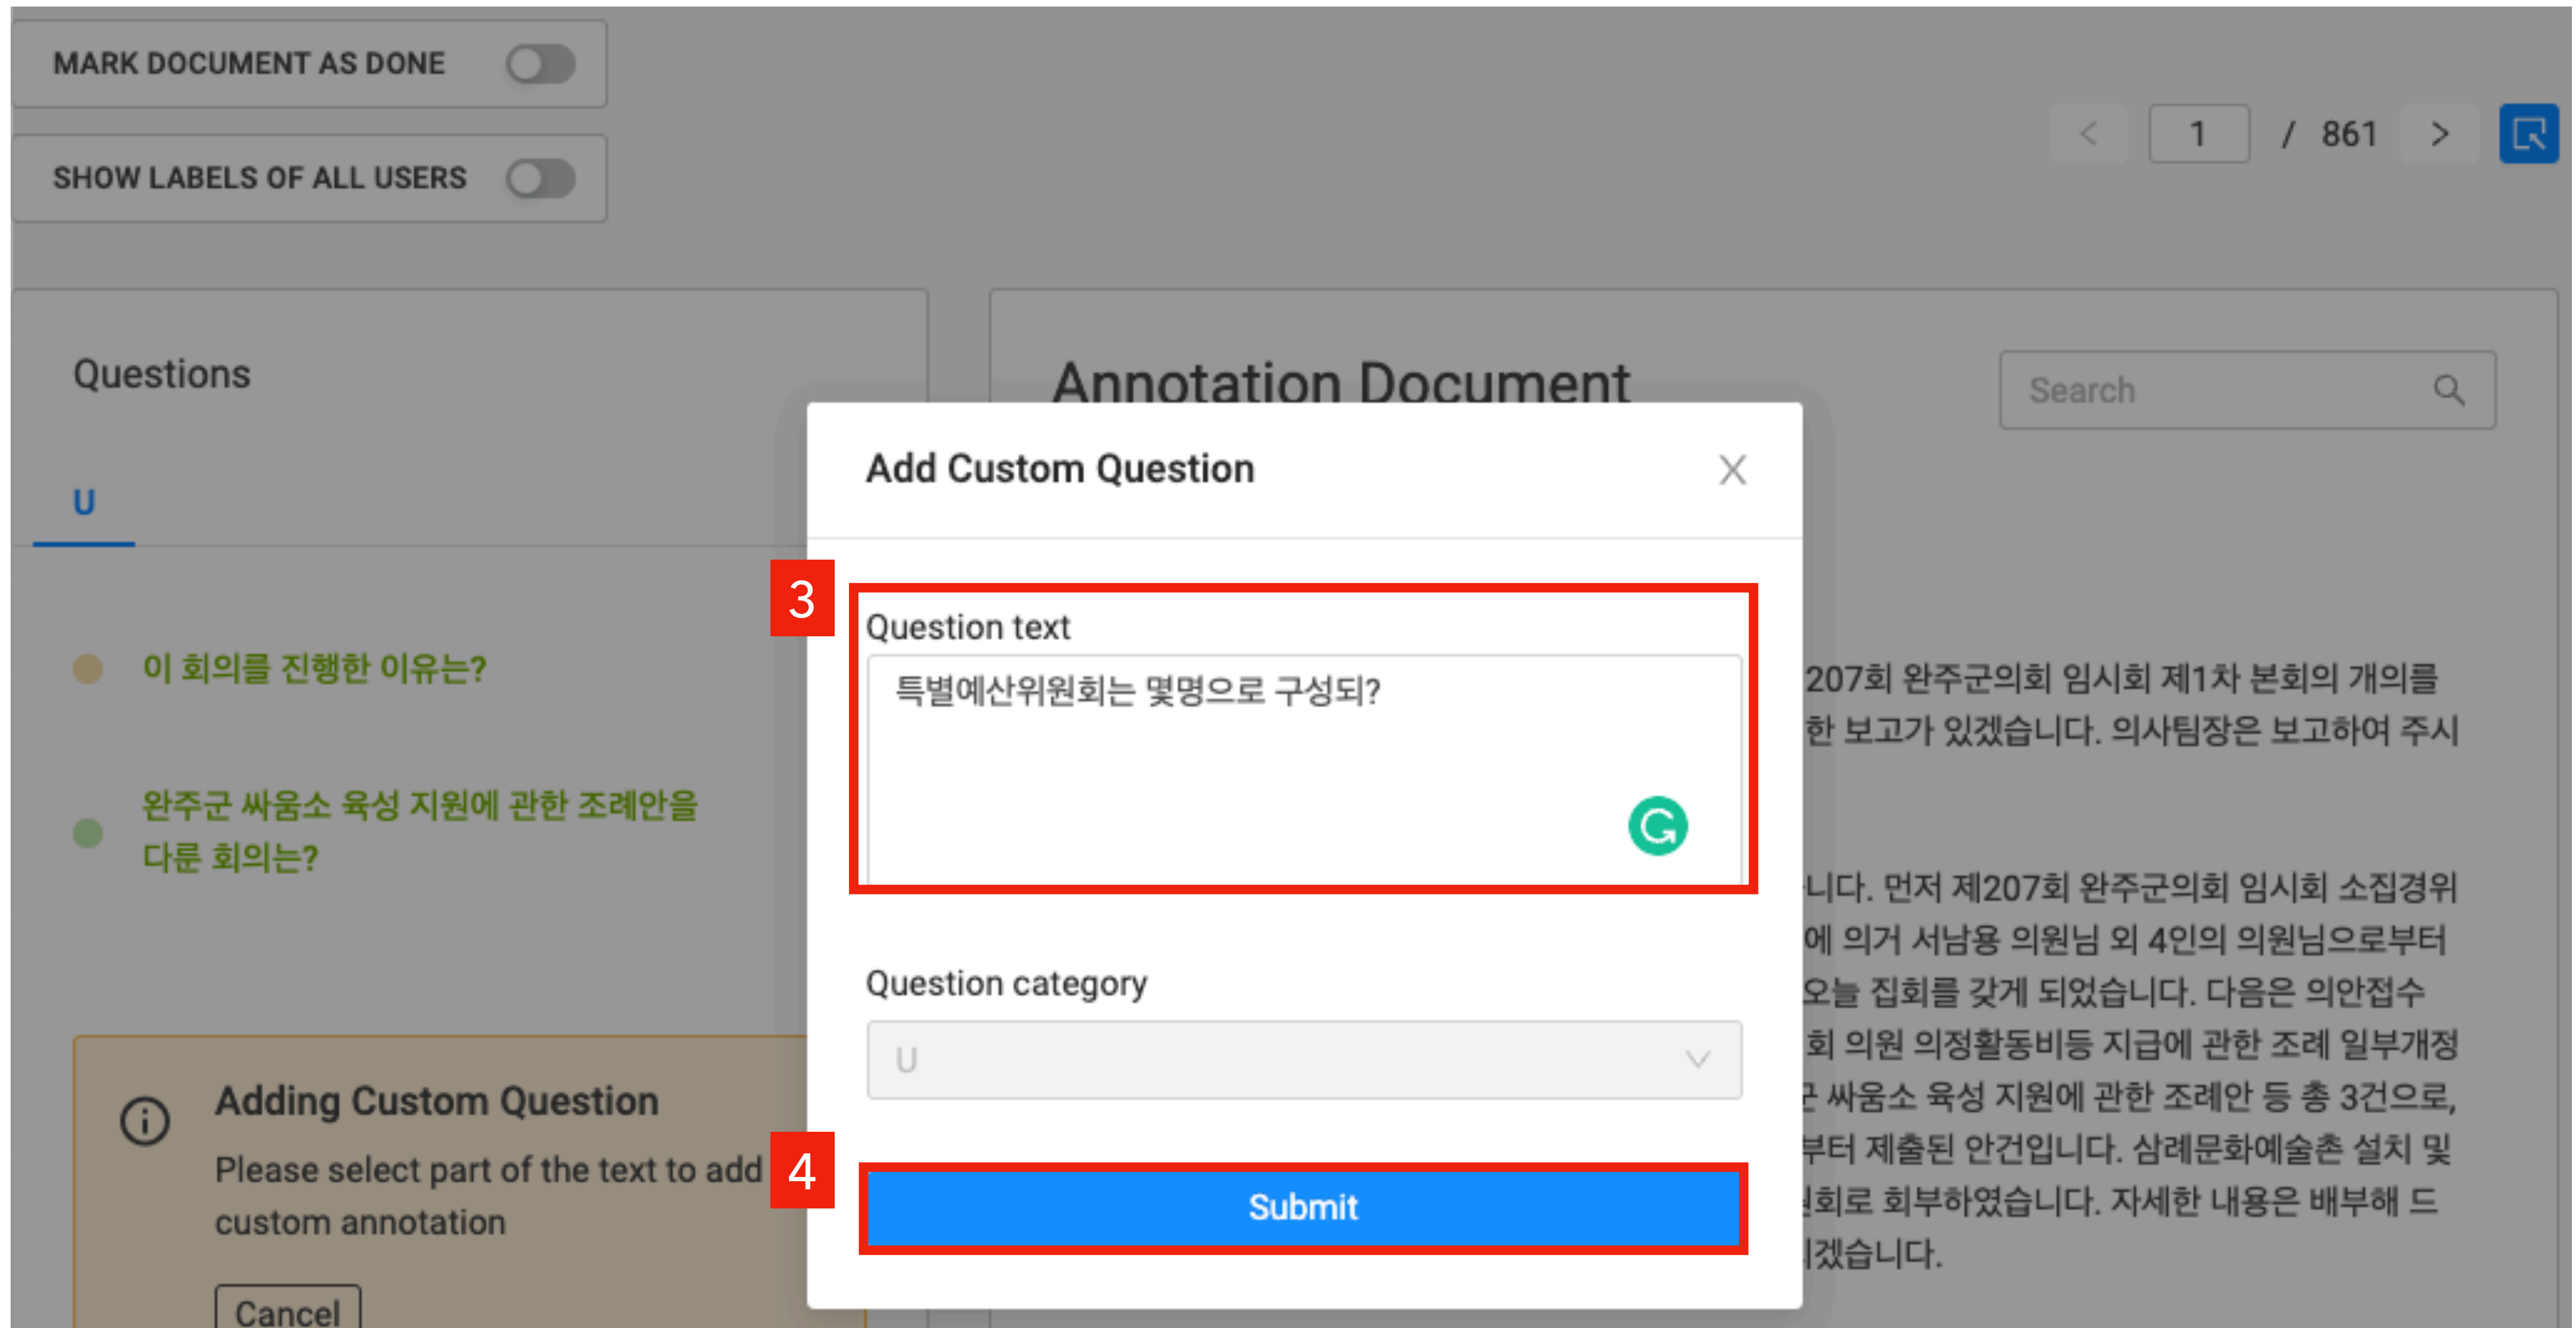 MARK DOCUMENT AS DONE
SHOW LABELS OF ALL USERS
1 / 861
Questions
U
이 회의를 진행한 이유는?
완주군 싸움소 육성 지원에 관한 조례안을
다룬 회의는?
Adding Custom Question
Please select part of the text to add
custom annotation
Cancel
Annotation Document
Search
Add Custom Question
3
Question text
특별예산위원회는 몇명으로 구성되?
Question category
U
4
Submit
207회 완주군의회 임시회 제1차 본회의 개의를
한 보고가 있겠습니다. 의사팀장은 보고하여 주시
니다. 먼저 제207회 완주군의회 임시회 소집경위
에 의거 서남용 의원님 외 4인의 의원님으로부터
오늘 집회를 갖게 되었습니다. 다음은 의안접수
회 의원 의정활동비등 지급에 관한 조례 일부개정
싸움소 육성 지원에 관한 조례안 등 총 3건으로,
부터 제출된 안건입니다. 삼례문화예술촌 설치 및
회로 회부하였습니다. 자세한 내용은 배부해 드
겠습니다.